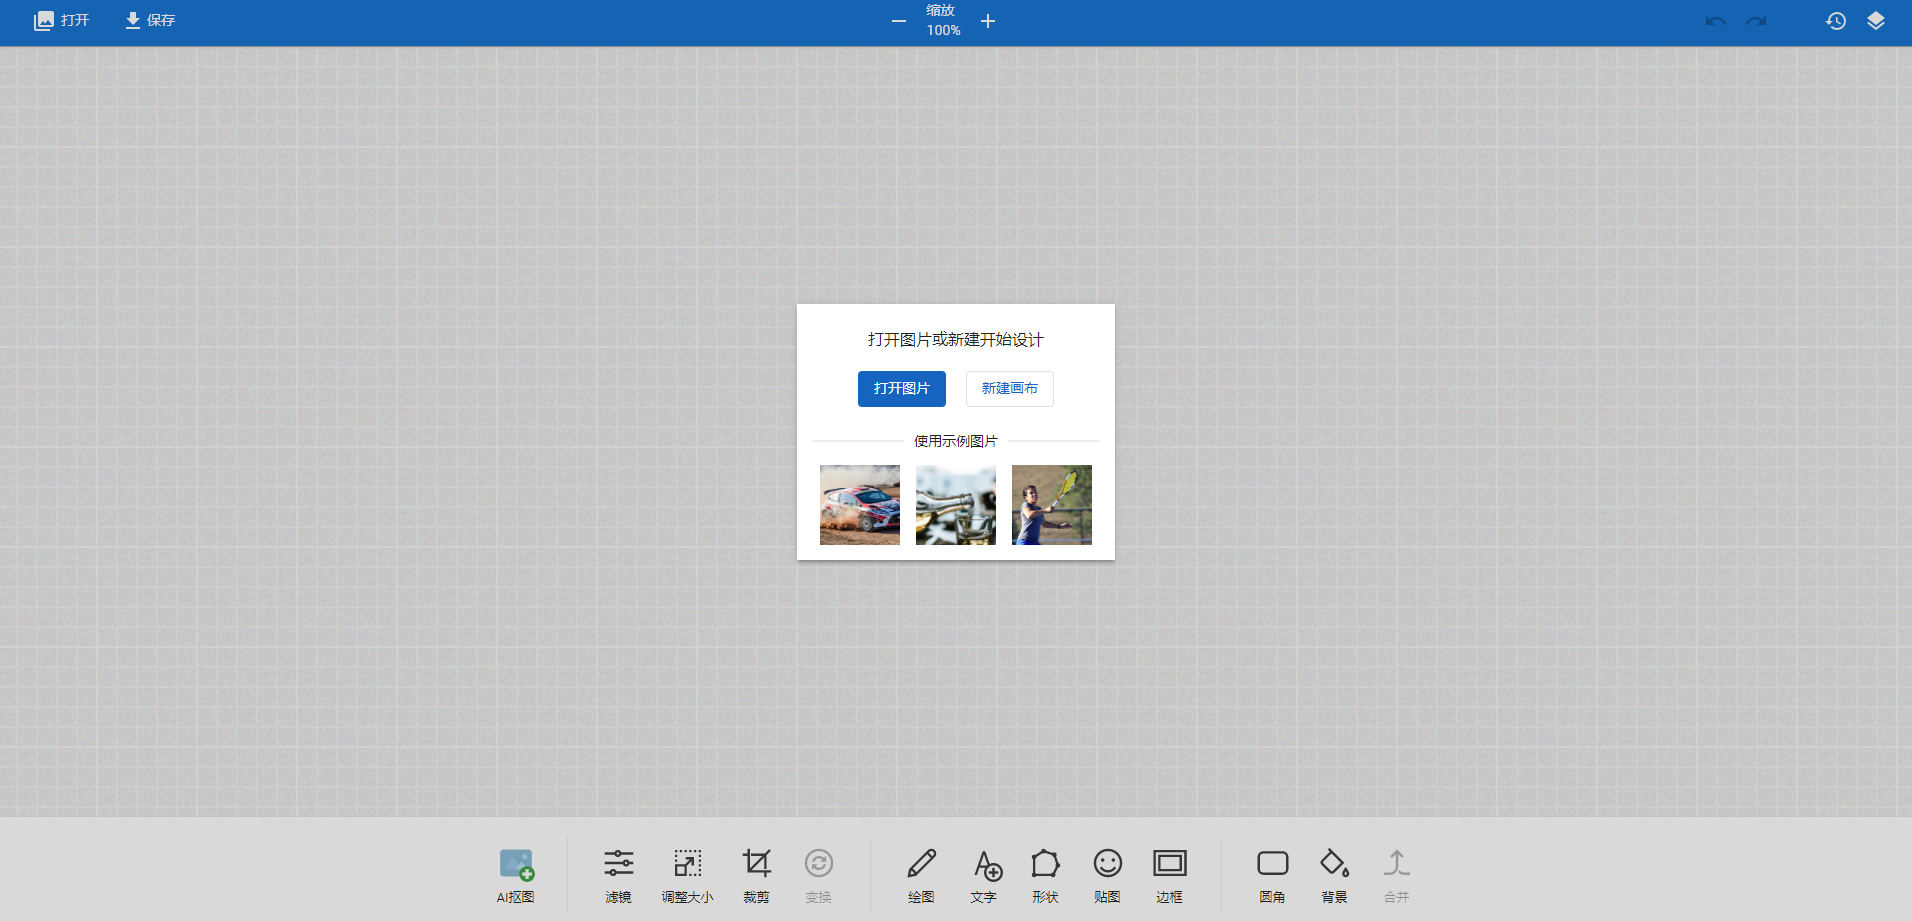 打开
保存
缩放
100%
打开图片或新建开始设计
打开图片
新建画布
使用示例图片
AI抠图
滤镜
调整大小
裁剪
变换
绘图
文字
形状
贴图
边框
圆角
背景
合并